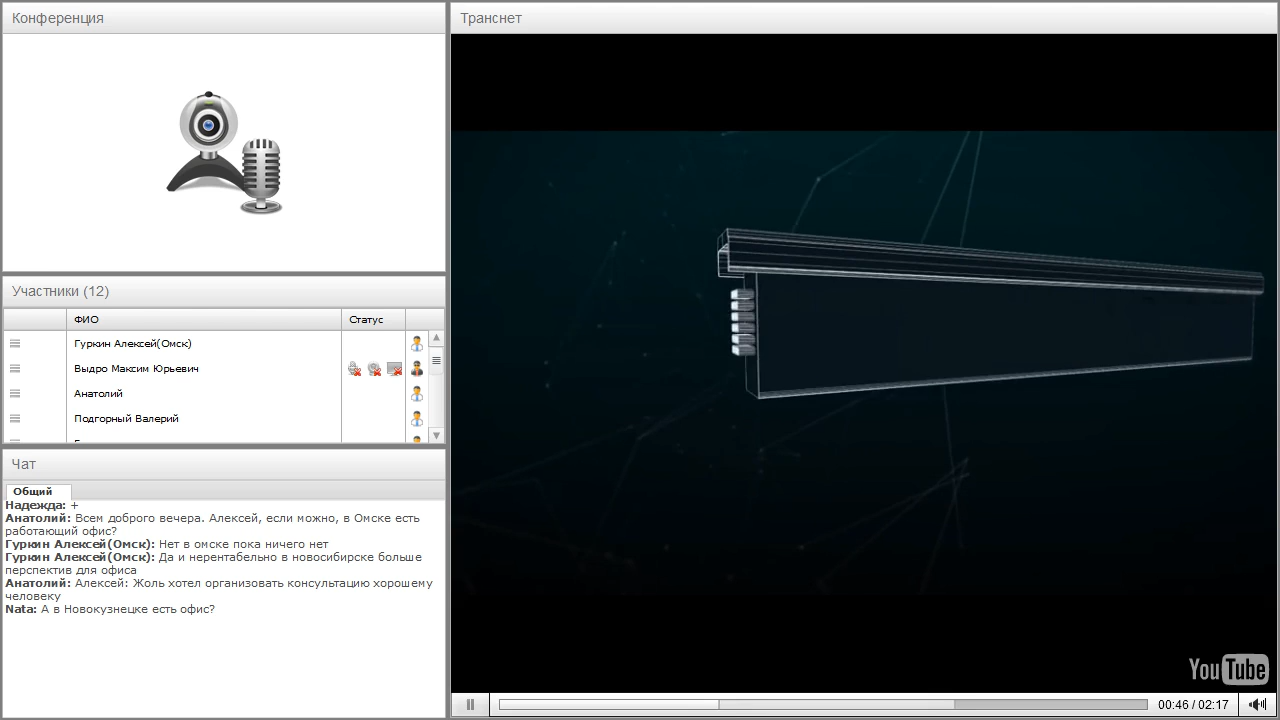 Конференция
Транснет
Участники (12)
ФИО
Статус
Гуркин Алексей(Омск)
Выдро Максим Юрьевич
Анатолий
Подгорный Валерий
Чат
Общий
Надежда: +
Анатолий: Всем доброго вечера. Алексей, если можно, в Омске есть
работающий офис?
Гуркин Алексей(Омск): Нет в омске пока ничего нет
Гуркин Алексей(Омск): Да и нерентабельно в новосибирске больше
перспектив для офиса
Анатолий: Алексей: Жоль хотел организовать консультацию хорошему
человеку
Nata: А в Новокузнецке есть офис?
YouTube
00:46 / 02:17